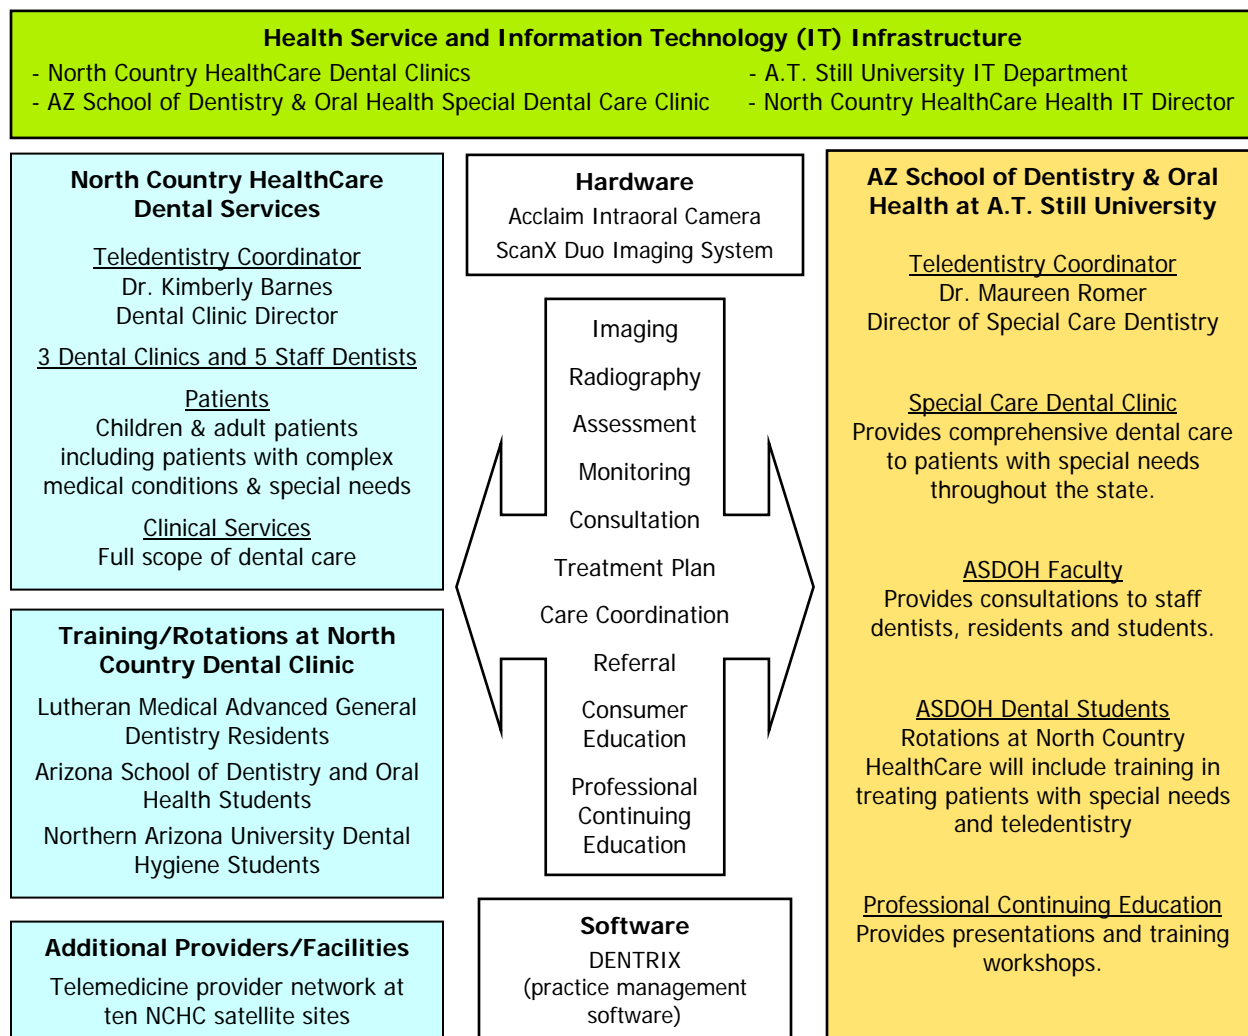 Health Service and Information Technology (IT) Infrastructure
- North Country HealthCare Dental Clinics
- AZ School of Dentistry & Oral Health Special Dental Care Clinic
- A.T. Still University IT Department
- North Country HealthCare Health IT Director
North Country HealthCare
Dental Services
Teledentistry Coordinator
Dr. Kimberly Barnes
Dental Clinic Director
3 Dental Clinics and 5 Staff Dentists
Patients
Children & adult patients
including patients with complex
medical conditions & special needs
Clinical Services
Full scope of dental care
Training/Rotations at North
Country Dental Clinic
Lutheran Medical Advanced General
Dentistry Residents
Arizona School of Dentistry and Oral
Health Students
Northern Arizona University Dental
Hygiene Students
Additional Providers/Facilities
Telemedicine provider network at
ten NCHC satellite sites
Hardware
Acclaim Intraoral Camera
ScanX Duo Imaging System
Imaging
Radiography
Assessment
Monitoring
Consultation
Treatment Plan
Care Coordination
Referral
Consumer
Education
Professional
Continuing
Education
Software
DENTRIX
(practice management
software)
AZ School of Dentistry & Oral
Health at A.T. Still University
Teledentistry Coordinator
Dr. Maureen Romer
Director of Special Care Dentistry
Special Care Dental Clinic
Provides comprehensive dental care
to patients with special needs
throughout the state.
ASDOH Faculty
Provides consultations to staff
dentists, residents and students.
ASDOH Dental Students
Rotations at North Country
HealthCare will include training in
treating patients with special needs
and teledentistry
Professional Continuing Education
Provides presentations and training
workshops.